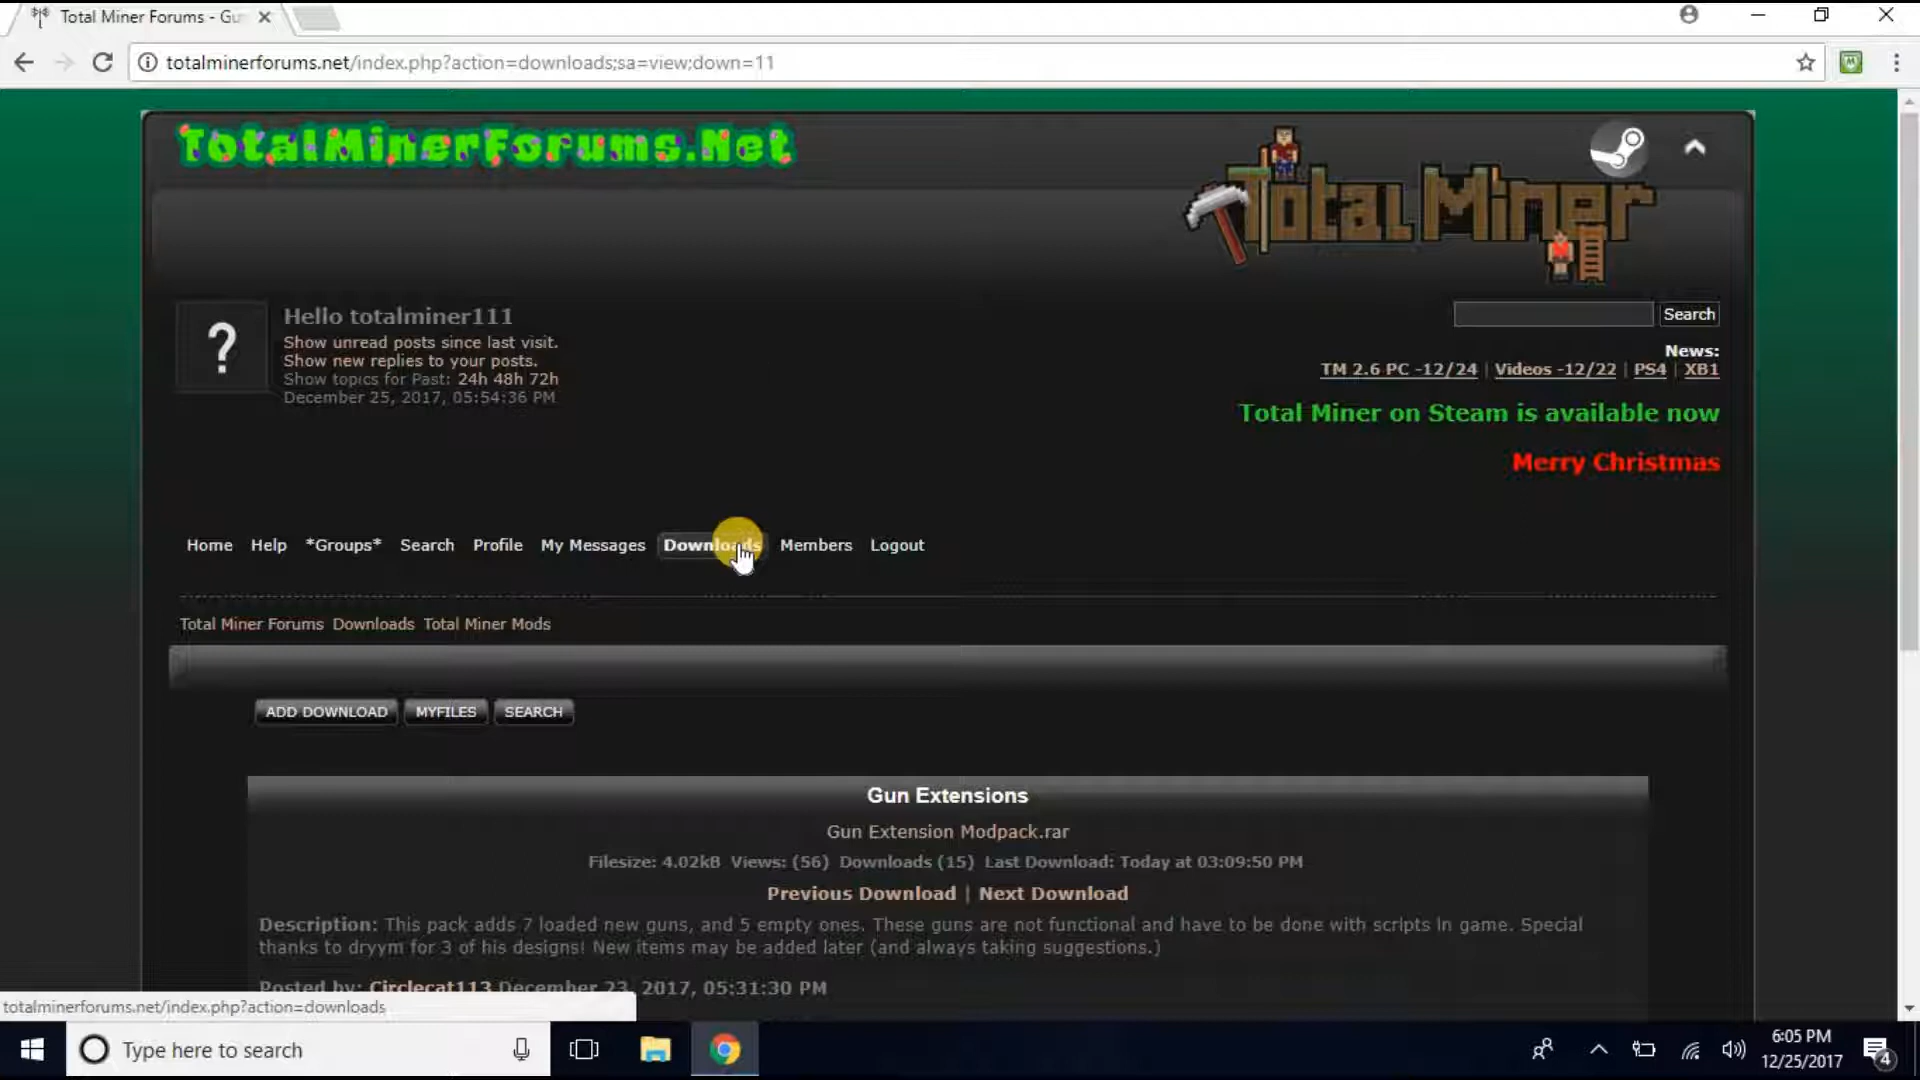 Total Miner Forums - Gu
totalminerforums.net/index.php?action=downloads;sa=view;down=11
TotalMinerForums.Net
Total Miner
Hello totalminer111
Show unread posts since last visit.
Show new replies to your posts.
Show topics for Past: 24h 48h 72h
December 25, 2017, 05:54:36 PM
Search
News:
TM 2.6 PC -12/24 | Videos -12/22 | PS4 | XB1
Total Miner on Steam is available now
Merry Christmas
Home Help *Groups* Search Profile My Messages Downloads Members Logout
Total Miner Forums Downloads Total Miner Mods
ADD DOWNLOAD MYFILES SEARCH
Gun Extensions
Gun Extension Modpack.rar
Filesize: 4.02kB Views: (56) Downloads (15) Last Download: Today at 03:09:50 PM
Previous Download | Next Download
Description: This pack adds 7 loaded new guns, and 5 empty ones. These guns are not functional and have to be done with scripts in game. Special
thanks to dryym for 3 of his designs! New items may be added later (and always taking suggestions.)
Posted by: Circlecat113 December 23, 2017, 05:31:30 PM
totalminerforums.net/index.php?action=downloads
Type here to search
6:05 PM
12/25/2017
4